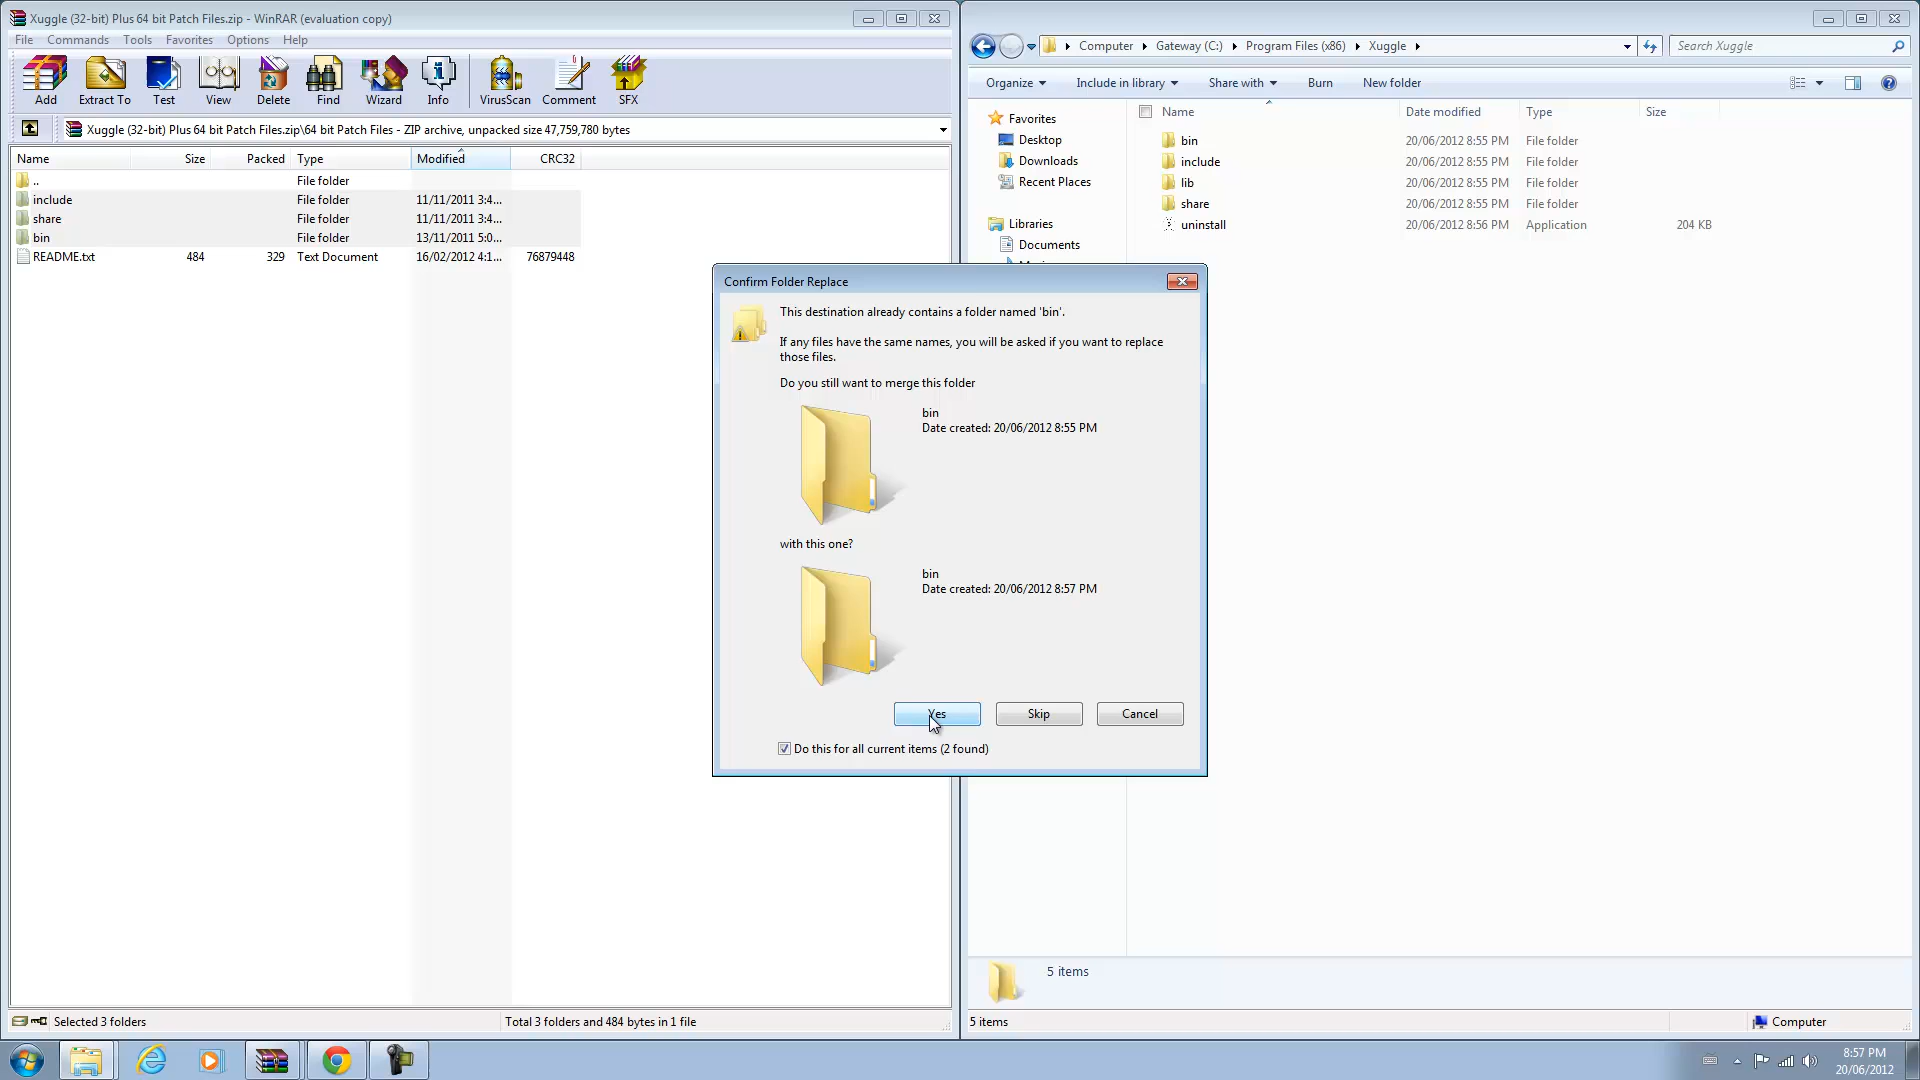 Xuggle (32-bit) Plus 64 bit Patch Files.zip - WinRAR (evaluation copy)
File Commands Tools Favorites Options Help
Add Extract To Test View Delete Find Wizard Info VirusScan Comment SFX
Xuggle (32-bit) Plus 64 bit Patch Files.zip\64 bit Patch Files - ZIP archive, unpacked size 47,759,780 bytes
Name Size Packed Type Modified CRC32
.. File folder
include File folder 11/11/2011 3:4...
share File folder 11/11/2011 3:4...
bin File folder 13/11/2011 5:0...
README.txt 484 329 Text Document 16/02/2012 4:1... 76879448
Selected 3 folders
Total 3 folders and 484 bytes in 1 file
Computer Gateway (C:) Program Files (x86) Xuggle
Search Xuggle
Organize Include in library Share with Burn New folder
Favorites
Desktop
Downloads
Recent Places
Libraries
Documents
Name Date modified Type Size
bin 20/06/2012 8:55 PM File folder
include 20/06/2012 8:55 PM File folder
lib 20/06/2012 8:55 PM File folder
share 20/06/2012 8:55 PM File folder
uninstall 20/06/2012 8:56 PM Application 204 KB
Confirm Folder Replace
This destination already contains a folder named 'bin'.
If any files have the same names, you will be asked if you want to replace
those files.
Do you still want to merge this folder
bin
Date created: 20/06/2012 8:55 PM
with this one?
bin
Date created: 20/06/2012 8:57 PM
Yes Skip Cancel
Do this for all current items (2 found)
5 items
5 items
Computer
8:57 PM
20/06/2012